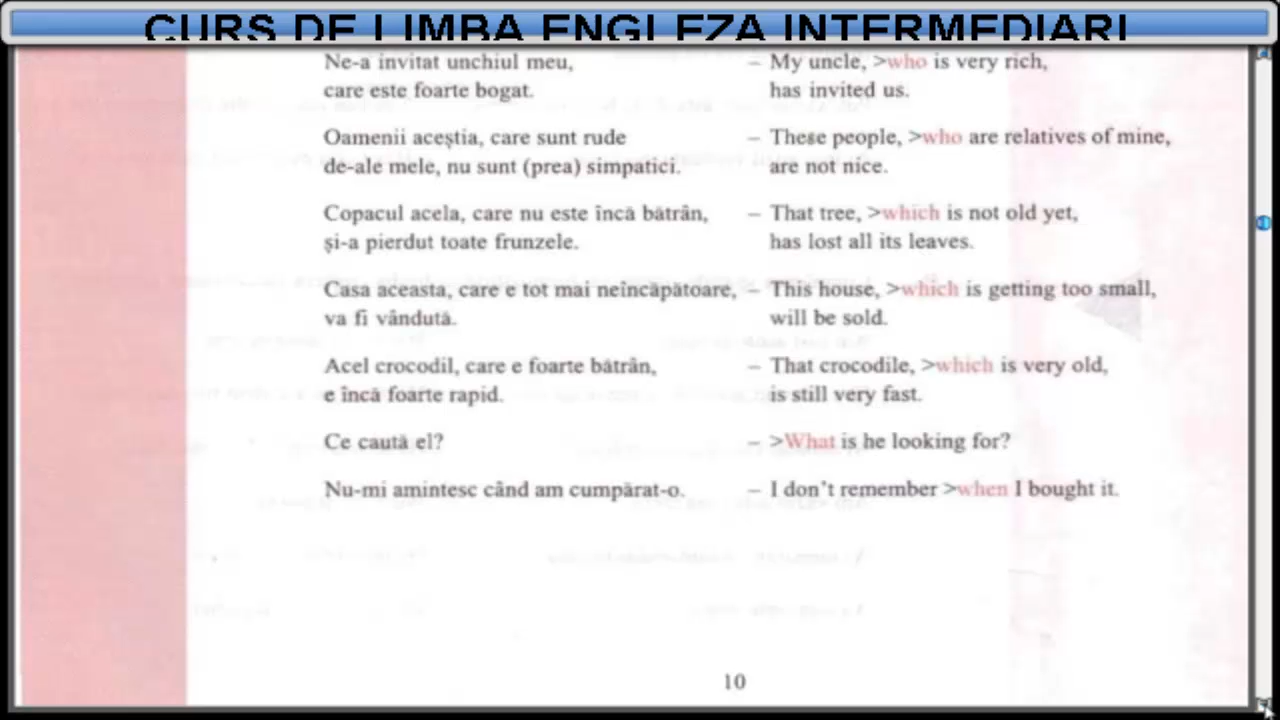 CURS DE LIMBA ENGLEZA INTERMEDIARI
Ne-a invitat unchiul meu, – My uncle, >who is very rich,
care este foarte bogat. has invited us.
Oamenii aceștia, care sunt rude – These people, >who are relatives of mine,
de-ale mele, nu sunt (prea) simpatici. are not nice.
Copacul acela, care nu este încă bătrân, – That tree, >which is not old yet,
și-a pierdut toate frunzele. has lost all its leaves.
Casa aceasta, care e tot mai neîncăpătoare, – This house, >which is getting too small,
va fi vândută. will be sold.
Acel crocodil, care e foarte bătrân, – That crocodile, >which is very old,
e încă foarte rapid. is still very fast.
Ce caută el? – >What is he looking for?
Nu-mi amintesc când am cumpărat-o. – I don't remember >when I bought it.
10